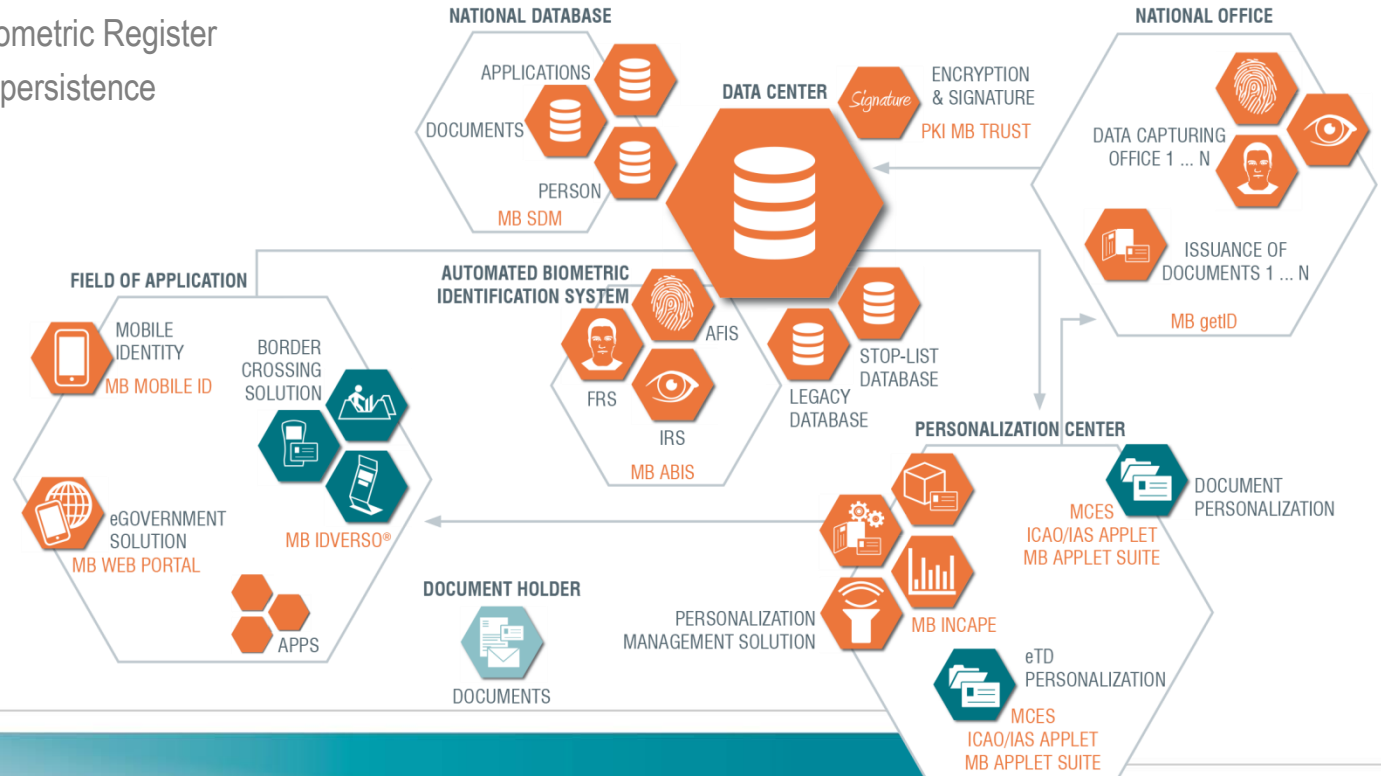 ometric Register
persistence
NATIONAL DATABASE
APPLICATIONS
DOCUMENTS
PERSON
MB SDM
DATA CENTER
Signature
ENCRYPTION
& SIGNATURE
PKI MB TRUST
NATIONAL OFFICE
DATA CAPTURING
OFFICE 1 ... N
ISSUANCE OF
DOCUMENTS 1 ... N
MB getID
FIELD OF APPLICATION
MOBILE
IDENTITY
MB MOBILE ID
BORDER
CROSSING
SOLUTION
MB IDVERSO®
eGOVERNMENT
SOLUTION
MB WEB PORTAL
APPS
AUTOMATED BIOMETRIC
IDENTIFICATION SYSTEM
AFIS
FRS
IRS
MB ABIS
STOP-LIST
DATABASE
LEGACY
DATABASE
PERSONALIZATION CENTER
DOCUMENT
PERSONALIZATION
MCES
ICAO/IAS APPLET
MB APPLET SUITE
PERSONALIZATION
MANAGEMENT SOLUTION
MB INCAPE
eTD
PERSONALIZATION
MCES
ICAO/IAS APPLET
MB APPLET SUITE
DOCUMENT HOLDER
DOCUMENTS